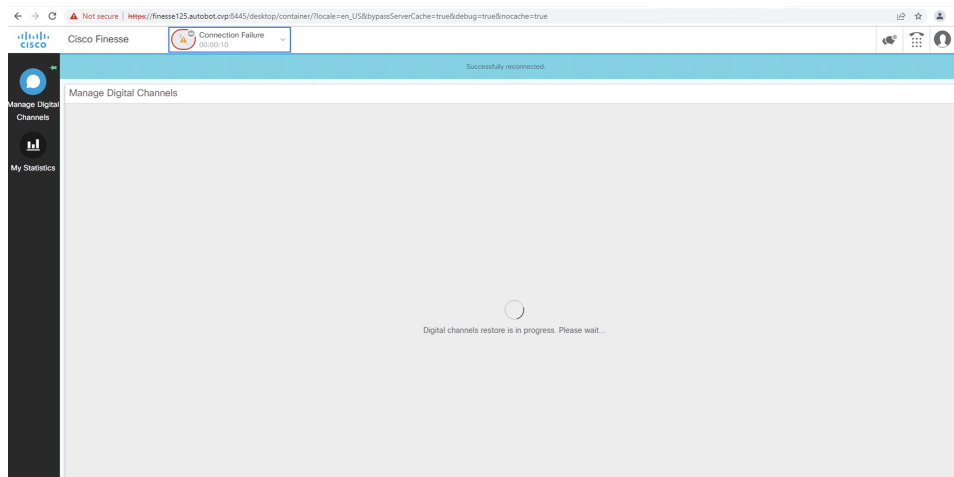 Not secure | https://finesse125.autobot.cvp:8445/desktop/container/?locale=en_US&bypassServerCache=true&debug=true&nocache=true
CISCO
Cisco Finesse
Connection Failure
00:00:10
Successfully reconnected.
Manage Digital Channels
Manage Digital
Channels
My Statistics
Digital channels restore is in progress. Please wait...